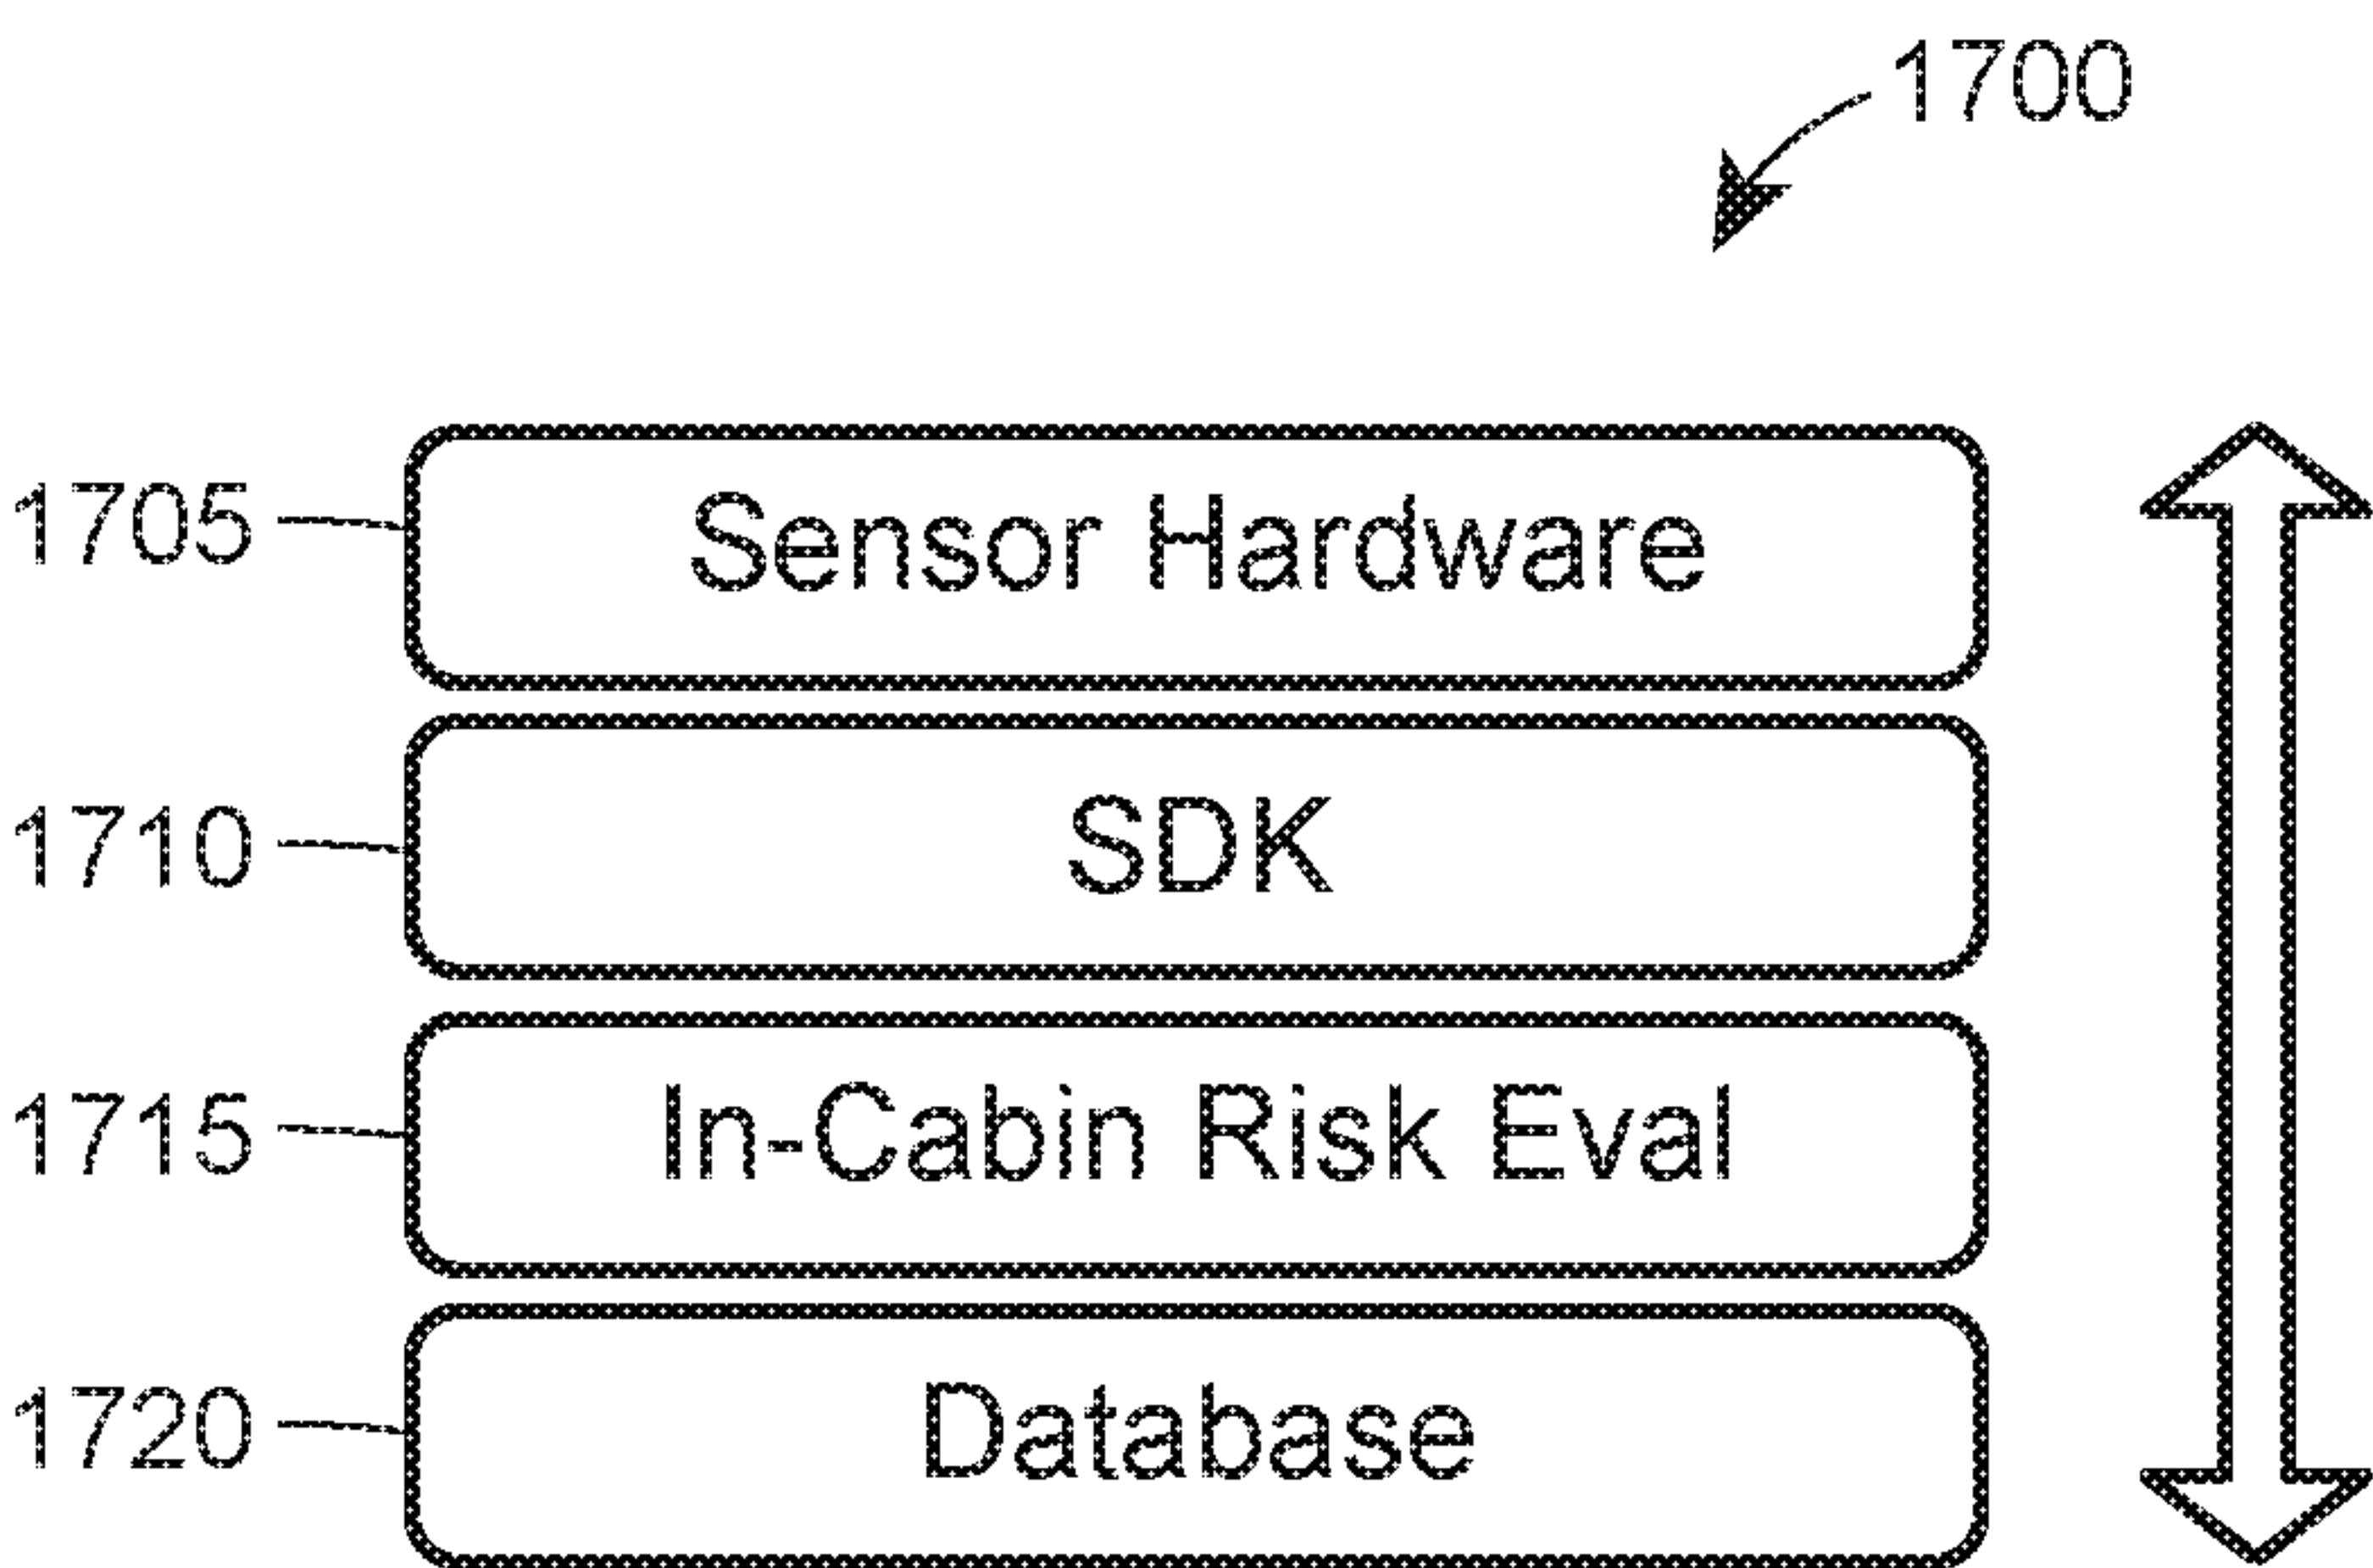 1700
1705 Sensor Hardware
1710 SDK
1715 In-Cabin Risk Eval
1720 Database